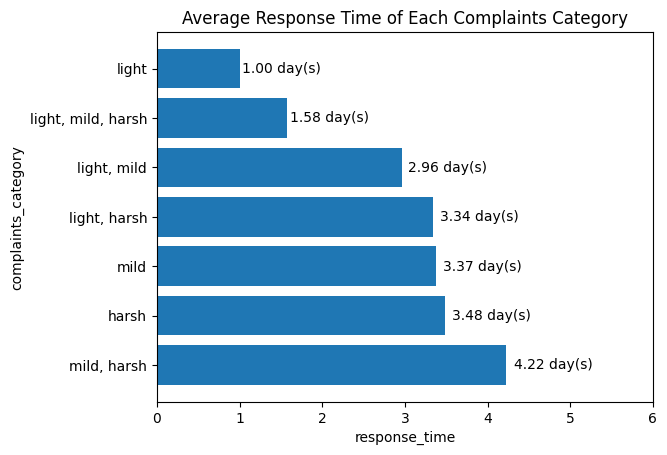 Average Response Time of Each Complaints Category
complaints_category
light
1.00 day(s)
light, mild, harsh
1.58 day(s)
light, mild
2.96 day(s)
light, harsh
3.34 day(s)
mild
3.37 day(s)
harsh
3.48 day(s)
mild, harsh
4.22 day(s)
0 1 2 3 4 5 6
response_time